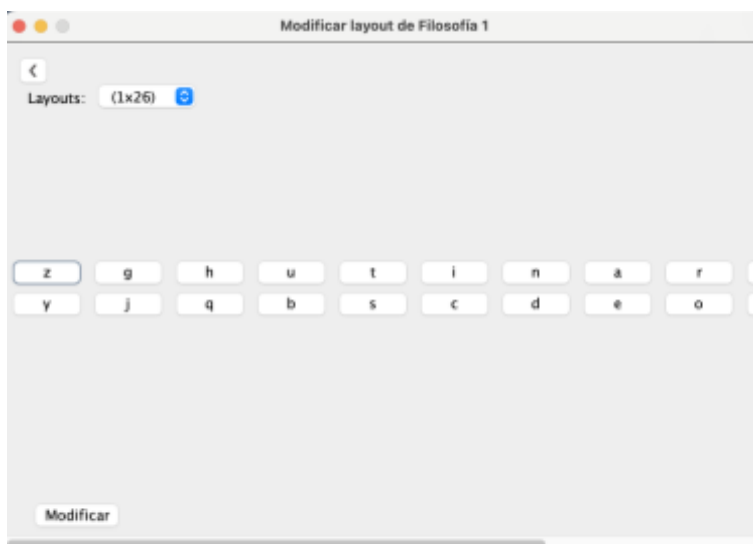 Modificar layout de Filosofía 1
Layouts: (1x26)
z g h u t i n a r
y j q b s c d e o
Modificar